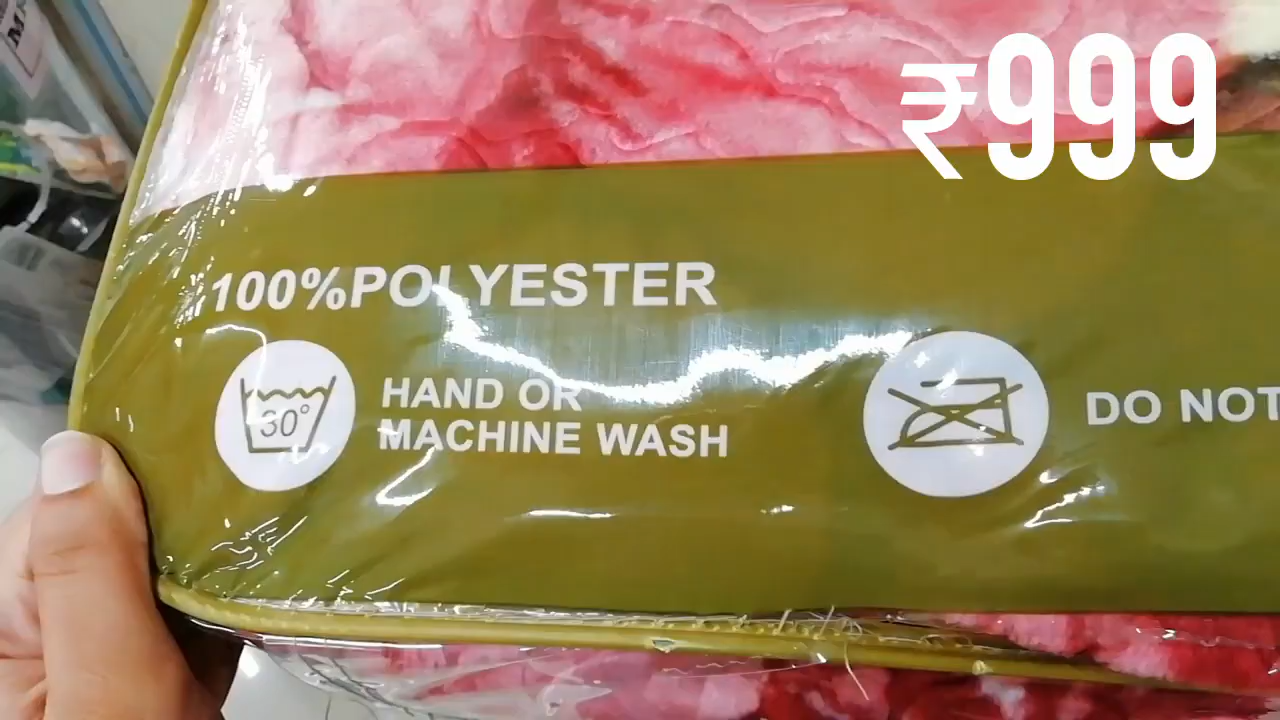 ₹999
100%POLYESTER
30°
HAND OR
MACHINE WASH
DO NOT